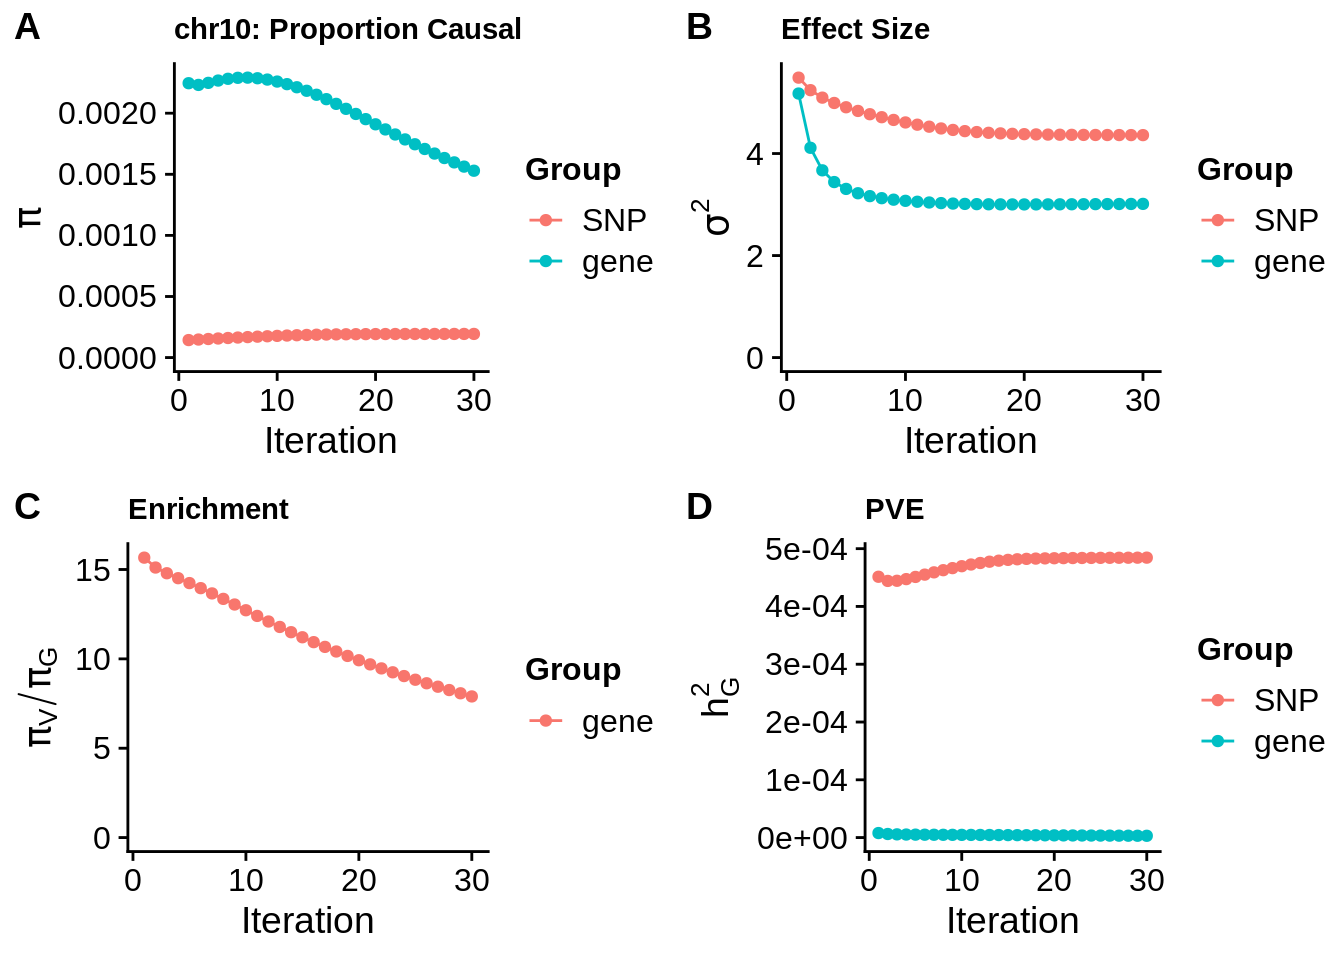 A
chr10: Proportion Causal
π
0.0020
0.0015
0.0010
0.0005
0.0000
0 10 20 30
Iteration
Group
SNP
gene
B
Effect Size
σ²
4
2
0
0 10 20 30
Iteration
Group
SNP
gene
C
Enrichment
πV/πG
15
10
5
0
0 10 20 30
Iteration
Group
gene
D
PVE
h²G
5e-04
4e-04
3e-04
2e-04
1e-04
0e+00
0 10 20 30
Iteration
Group
SNP
gene